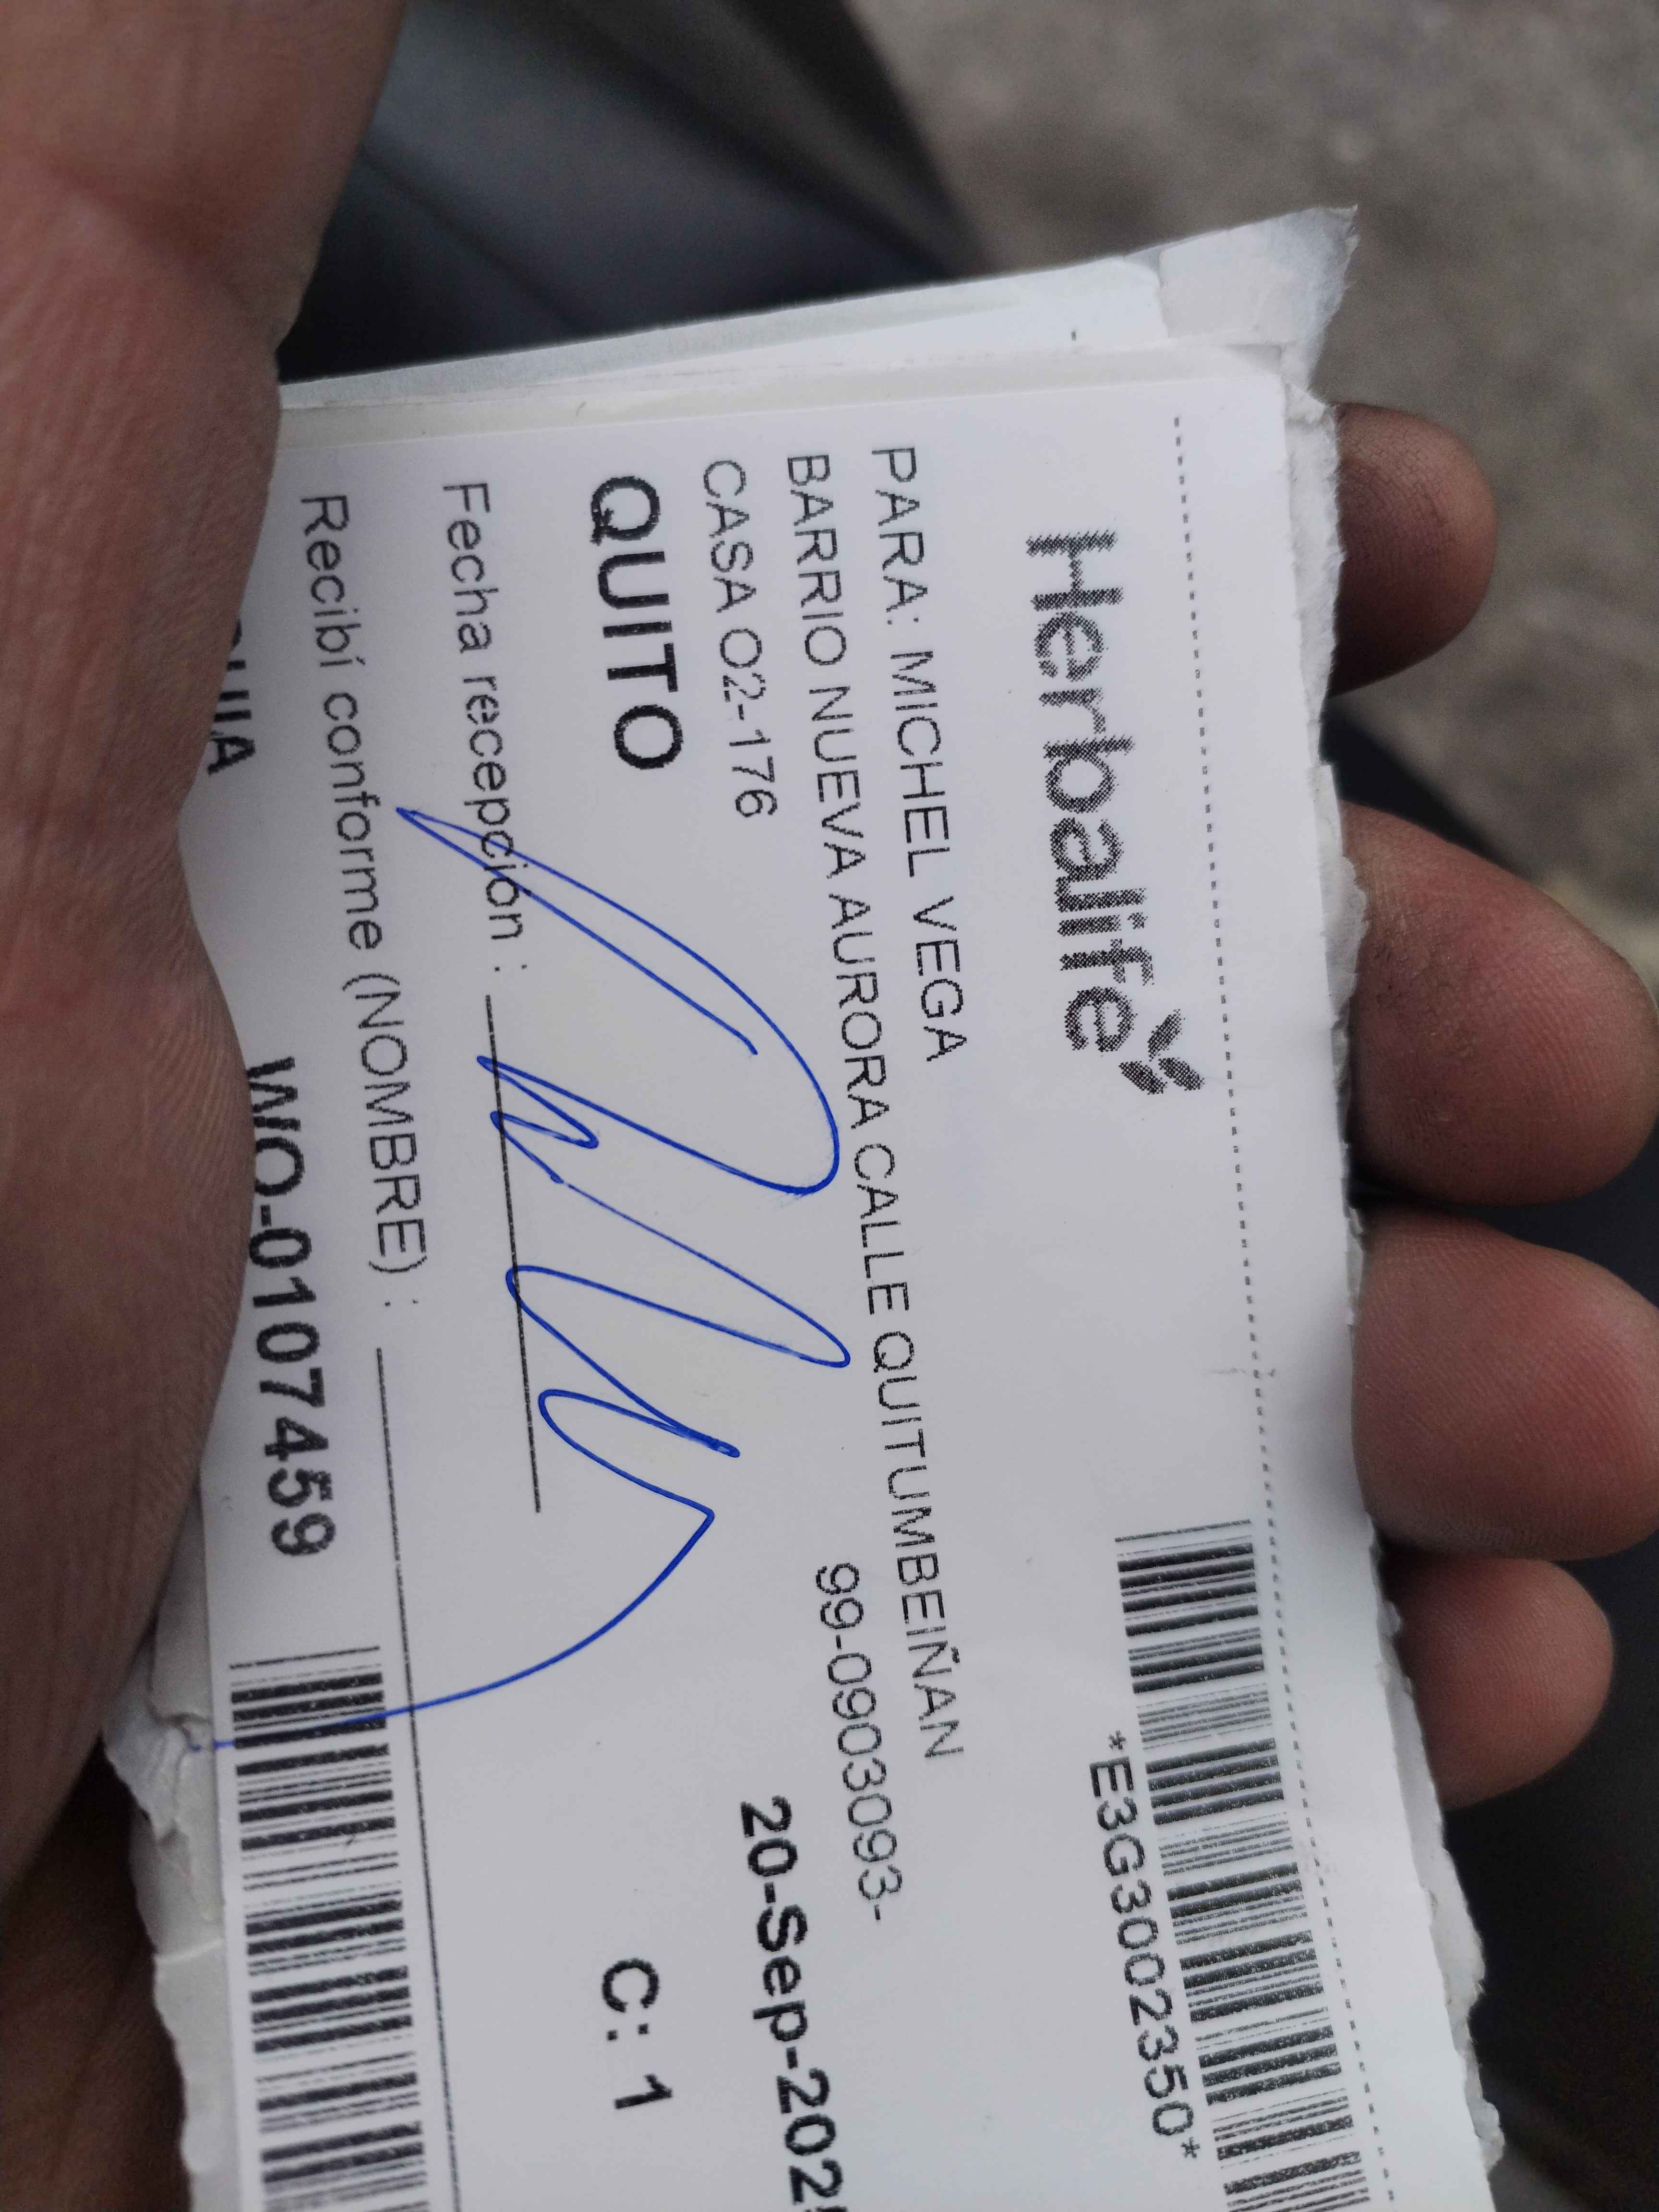 Herbalife
*E3G3002350*
PARA: MICHEL VEGA
BARRIO NUEVA AURORA CALLE QUITUMBEIÑAN
CASA O2-176
99-0903093-
QUITO
20-Sep-202
C: 1
Fecha recepción :
Recibí conforme (NOMBRE) :
WO-0107459